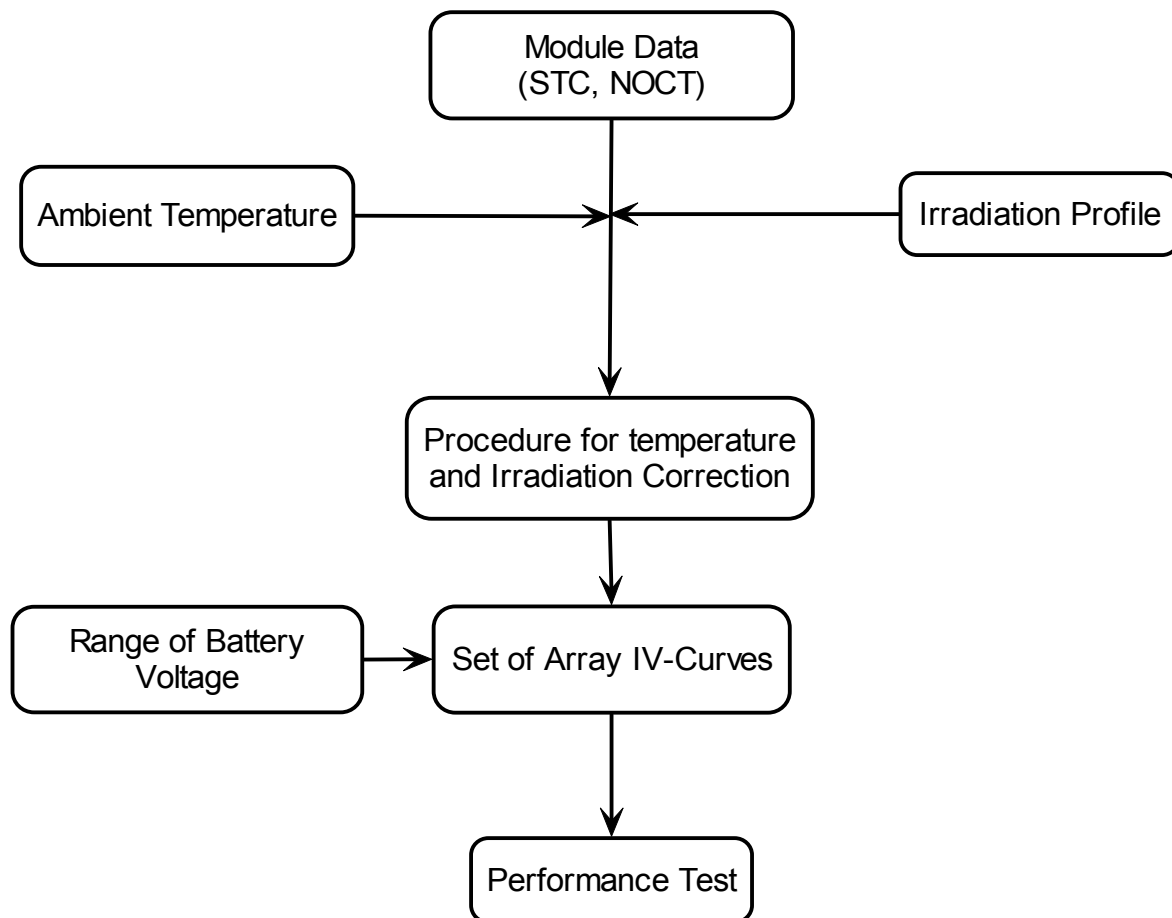 Module Data
(STC, NOCT)
Ambient Temperature
Irradiation Profile
Procedure for temperature
and Irradiation Correction
Range of Battery
Voltage
Set of Array IV-Curves
Performance Test